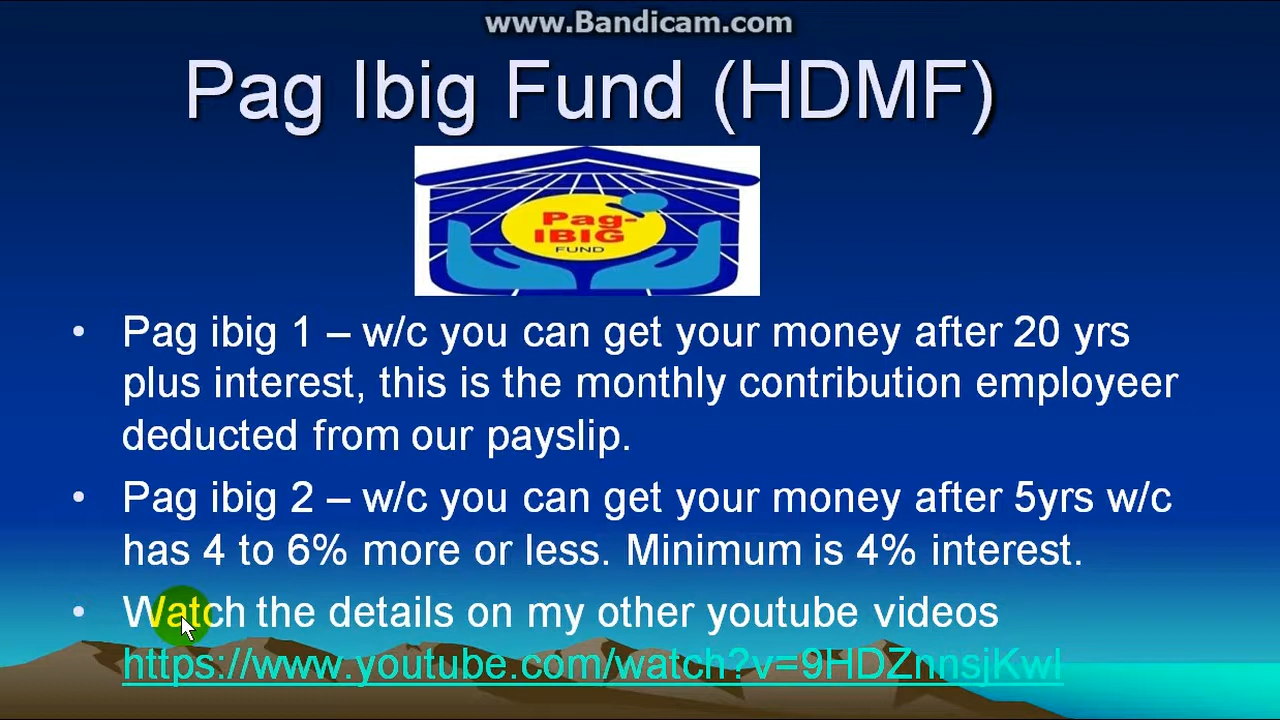 www.Bandicam.com
Pag Ibig Fund (HDMF)
Pag-
IBIG
FUND
• Pag ibig 1 – w/c you can get your money after 20 yrs
plus interest, this is the monthly contribution employeer
deducted from our payslip.
• Pag ibig 2 – w/c you can get your money after 5yrs w/c
has 4 to 6% more or less. Minimum is 4% interest.
• Watch the details on my other youtube videos
https://www.youtube.com/watch?v=9HDZnnsjKwI